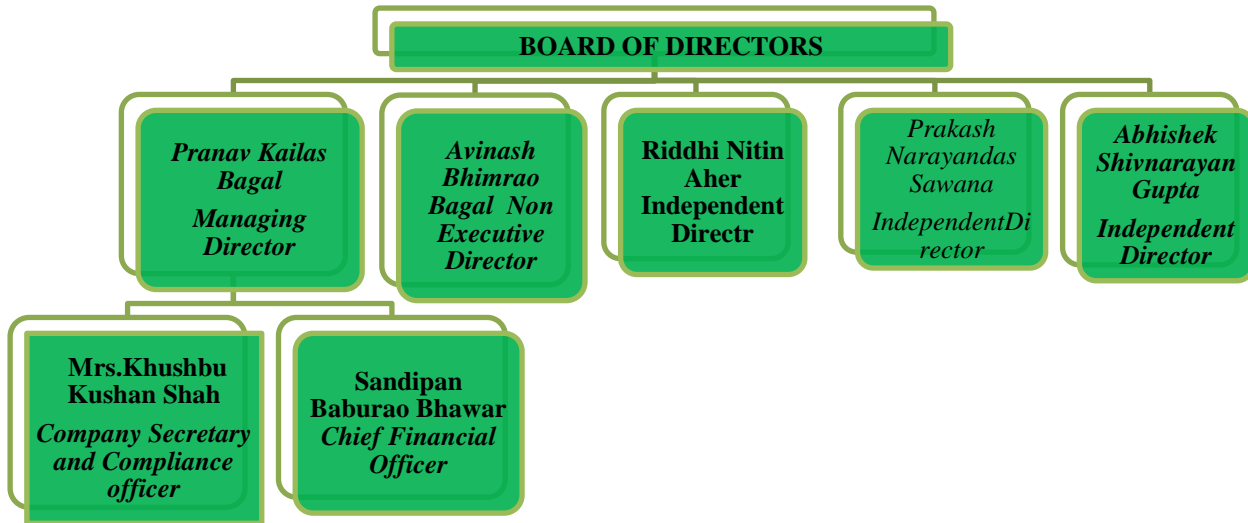 BOARD OF DIRECTORS
Pranav Kailas
Bagal
Managing
Director
Avinash
Bhimrao
Bagal Non
Executive
Director
Riddhi Nitin
Aher
Independent
Directr
Prakash
Narayandas
Sawana
IndependentDi
rector
Abhishek
Shivnarayan
Gupta
Independent
Director
Mrs.Khushbu
Kushan Shah
Company Secretary
and Compliance
officer
Sandipan
Baburao Bhawar
Chief Financial
Officer